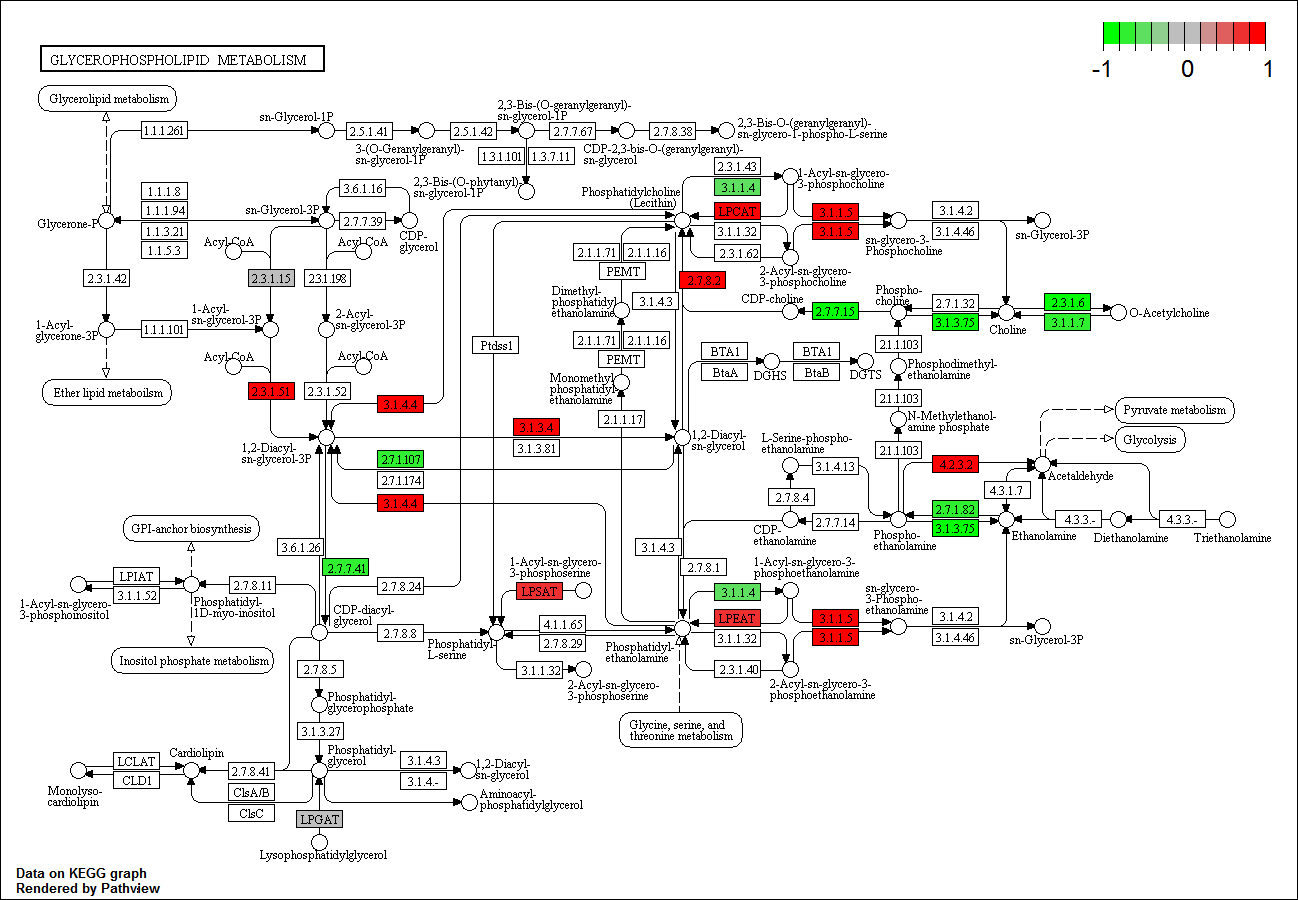 GLYCEROPHOSPHOLIPID METABOLISM
-1
0
1
Glycerolipid metabolism
1.1.1.261
sn-Glycerol-1P
2.5.1.41
3-(O-Geranylgeranyl)-
sn-glycerol-1P
2.5.1.42
2,3-Bis-(O-geranylgeranyl)-
sn-glycerol-1P
2.7.7.67
CDP-2,3-bis-O-(geranylgeranyl)-
sn-glycerol
2.7.8.38
2,3-Bis-O-(geranylgeranyl)-
sn-glycero-1-phospho-L-serine
1.3.1.101
1.3.7.11
2,3-Bis-(O-phytanyl)-
sn-glycerol-1P
Glycerone-P
1.1.1.8
1.1.1.94
1.1.3.21
1.1.5.3
sn-Glycerol-3P
3.6.1.16
2.7.7.39
CDP-
glycerol
Acyl-CoA
Acyl-CoA
2.3.1.42
2.3.1.15
2.3.1.198
1-Acyl-
glycerone-3P
1.1.1.101
1-Acyl-
sn-glycerol-3P
2-Acyl-
sn-glycerol-3P
Acyl-CoA
Acyl-CoA
Ether lipid metabolism
2.3.1.51
2.3.1.52
3.1.4.4
1,2-Diacyl-
sn-glycerol-3P
Ptdss1
3.1.3.4
3.1.3.81
2.7.1.107
2.7.1.174
3.1.4.4
Phosphatidylcholine
(Lecithin)
2.3.1.43
3.1.1.4
LPCAT
3.1.1.32
2.3.1.62
1-Acyl-sn-glycero-
3-phosphocholine
3.1.1.5
3.1.1.5
sn-glycero-3-
Phosphocholine
3.1.4.2
3.1.4.46
sn-Glycerol-3P
2-Acyl-sn-glycero-
3-phosphocholine
2.1.1.71
2.1.1.16
PEMT
Dimethyl-
phosphatidyl
ethanolamine
3.1.4.3
2.7.8.2
CDP-choline
2.7.7.15
Phospho-
choline
2.7.1.32
3.1.3.75
Choline
2.3.1.6
3.1.1.7
O-Acetylcholine
2.1.1.71
2.1.1.16
PEMT
Monomethyl
phosphatidyl
ethanolamine
2.1.1.17
BTA1
BtaA
DGHS
BTA1
BtaB
DGTS
2.1.1.103
Phosphodimethyl-
ethanolamine
2.1.1.103
N-Methylethanol-
amine phosphate
2.1.1.103
Pyruvate metabolism
Glycolysis
1,2-Diacyl-
sn-glycerol
L-Serine-phospho-
ethanolamine
3.1.4.13
4.2.3.2
Acetaldehyde
2.7.8.4
4.3.1.7
CDP-
ethanolamine
2.7.7.14
Phospho-
ethanolamine
2.7.1.82
3.1.3.75
Ethanolamine
4.3.3.-
Diethanolamine
4.3.3.-
Triethanolamine
GPI-anchor biosynthesis
3.6.1.26
2.7.7.41
3.1.4.3
2.7.8.1
LPIAT
3.1.1.52
1-Acyl-sn-glycero-
3-phosphoinositol
Phosphatidyl-
1D-myo-inositol
2.7.8.11
2.7.8.24
CDP-diacyl-
glycerol
1-Acyl-sn-glycero-
3-phosphoserine
LPSAT
2.7.8.8
Phosphatidyl-
L-serine
4.1.1.65
2.7.8.29
3.1.1.32
2-Acyl-sn-glycero-
3-phosphoserine
Phosphatidyl-
ethanolamine
1-Acyl-sn-glycero-3-
phosphoethanolamine
3.1.1.4
LPEAT
3.1.1.32
2.3.1.40
2-Acyl-sn-glycero-3-
phosphoethanolamine
3.1.1.5
3.1.1.5
sn-glycero-
3-Phospho-
ethanolamine
3.1.4.2
3.1.4.46
sn-Glycerol-3P
Inositol phosphate metabolism
2.7.8.5
Phosphatidyl-
glycerophosphate
3.1.3.27
Glycine, serine, and
threonine metabolism
Monolyso-
cardiolipin
LCLAT
CLD1
Cardiolipin
2.7.8.41
ClsA/B
ClsC
Phosphatidyl-
glycerol
3.1.4.3
3.1.4.-
1,2-Diacyl-
sn-glycerol
Aminoacyl-
phosphatidylglycerol
LPGAT
Lysophosphatidylglycerol
Data on KEGG graph
Rendered by Pathview